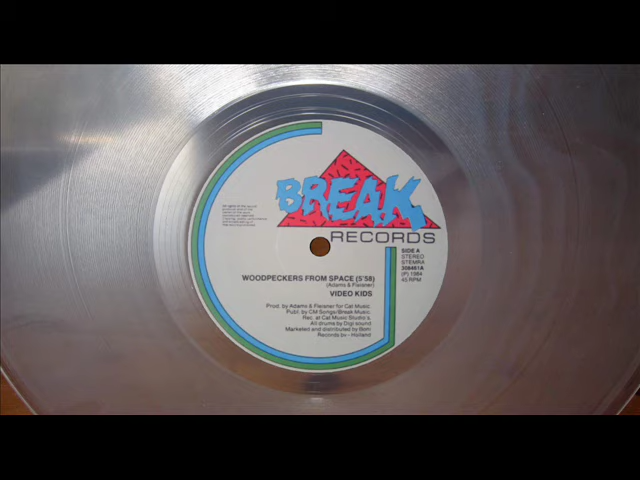 BREAK
RECORDS
SIDE A
STEREO
STEMRA
308461A
(P) 1984
45 RPM
WOODPECKERS FROM SPACE (5'58)
(Adams & Fleisner)
VIDEO KIDS
Prod. by Adams & Fleisner for Cat Music.
Publ. by CM Songs/Break Music.
Rec. at Cat Music Studio's.
All drums by Digi sound
Marketed and distributed by Boni
Records bv - Holland